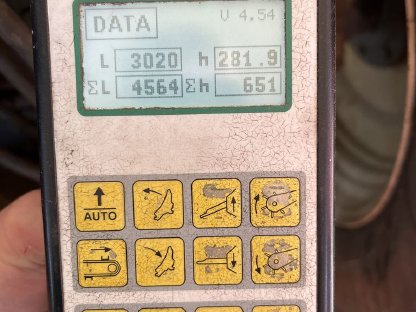 DATA V 4.54
L 3020 h 281.9
ΣL 4564 Σh 651
AUTO